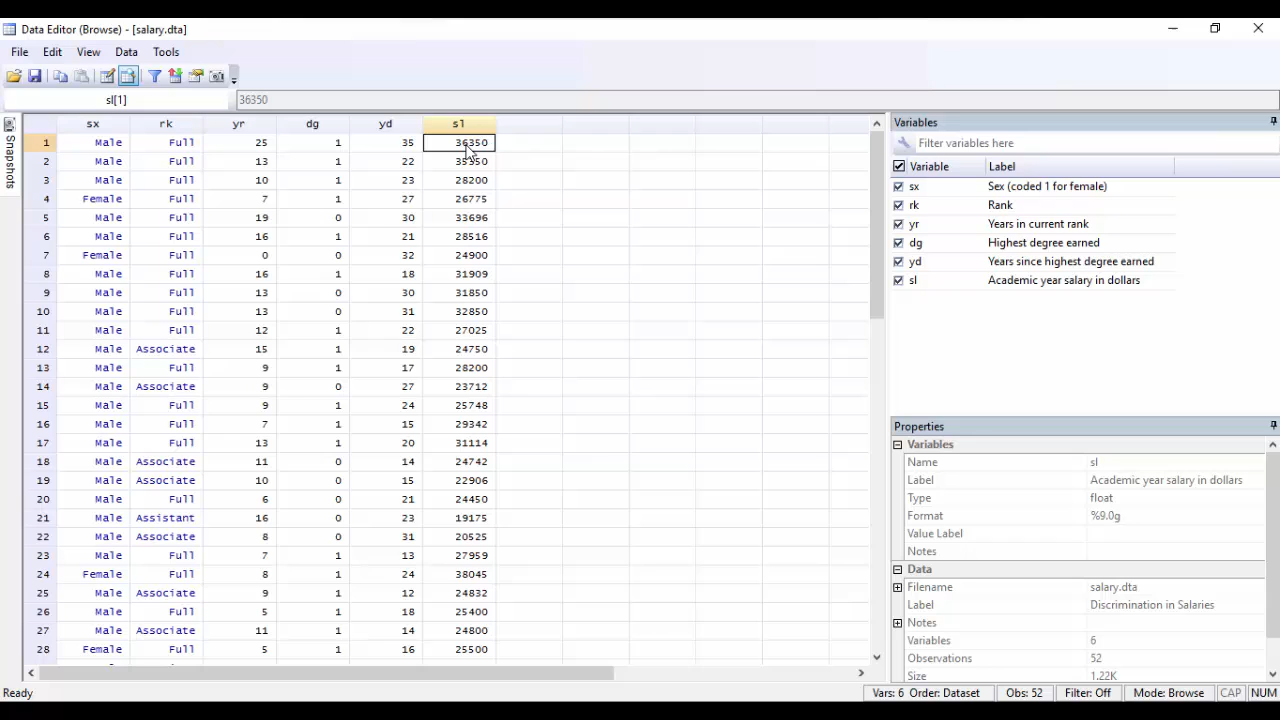 Data Editor (Browse) - [salary.dta]
File Edit View Data Tools
sl[1] 36350
Snapshots
sx rk yr dg yd sl
1 Male Full 25 1 35 36350
2 Male Full 13 1 22 35350
3 Male Full 10 1 23 28200
4 Female Full 7 1 27 26775
5 Male Full 19 0 30 33696
6 Male Full 16 1 21 28516
7 Female Full 0 0 32 24900
8 Male Full 16 1 18 31909
9 Male Full 13 0 30 31850
10 Male Full 13 0 31 32850
11 Male Full 12 1 22 27025
12 Male Associate 15 1 19 24750
13 Male Full 9 1 17 28200
14 Male Associate 9 0 27 23712
15 Male Full 9 1 24 25748
16 Male Full 7 1 15 29342
17 Male Full 13 1 20 31114
18 Male Associate 11 0 14 24742
19 Male Associate 10 0 15 22906
20 Male Full 6 0 21 24450
21 Male Assistant 16 0 23 19175
22 Male Associate 8 0 31 20525
23 Male Full 7 1 13 27959
24 Female Full 8 1 24 38045
25 Male Associate 9 1 12 24832
26 Male Full 5 1 18 25400
27 Male Associate 11 1 14 24800
28 Female Full 5 1 16 25500
Variables
Filter variables here
Variable Label
sx Sex (coded 1 for female)
rk Rank
yr Years in current rank
dg Highest degree earned
yd Years since highest degree earned
sl Academic year salary in dollars
Properties
Variables
Name sl
Label Academic year salary in dollars
Type float
Format %9.0g
Value Label
Notes
Data
Filename salary.dta
Label Discrimination in Salaries
Notes
Variables 6
Observations 52
Size 1.22K
Ready Vars: 6 Order: Dataset Obs: 52 Filter: Off Mode: Browse CAP NUM